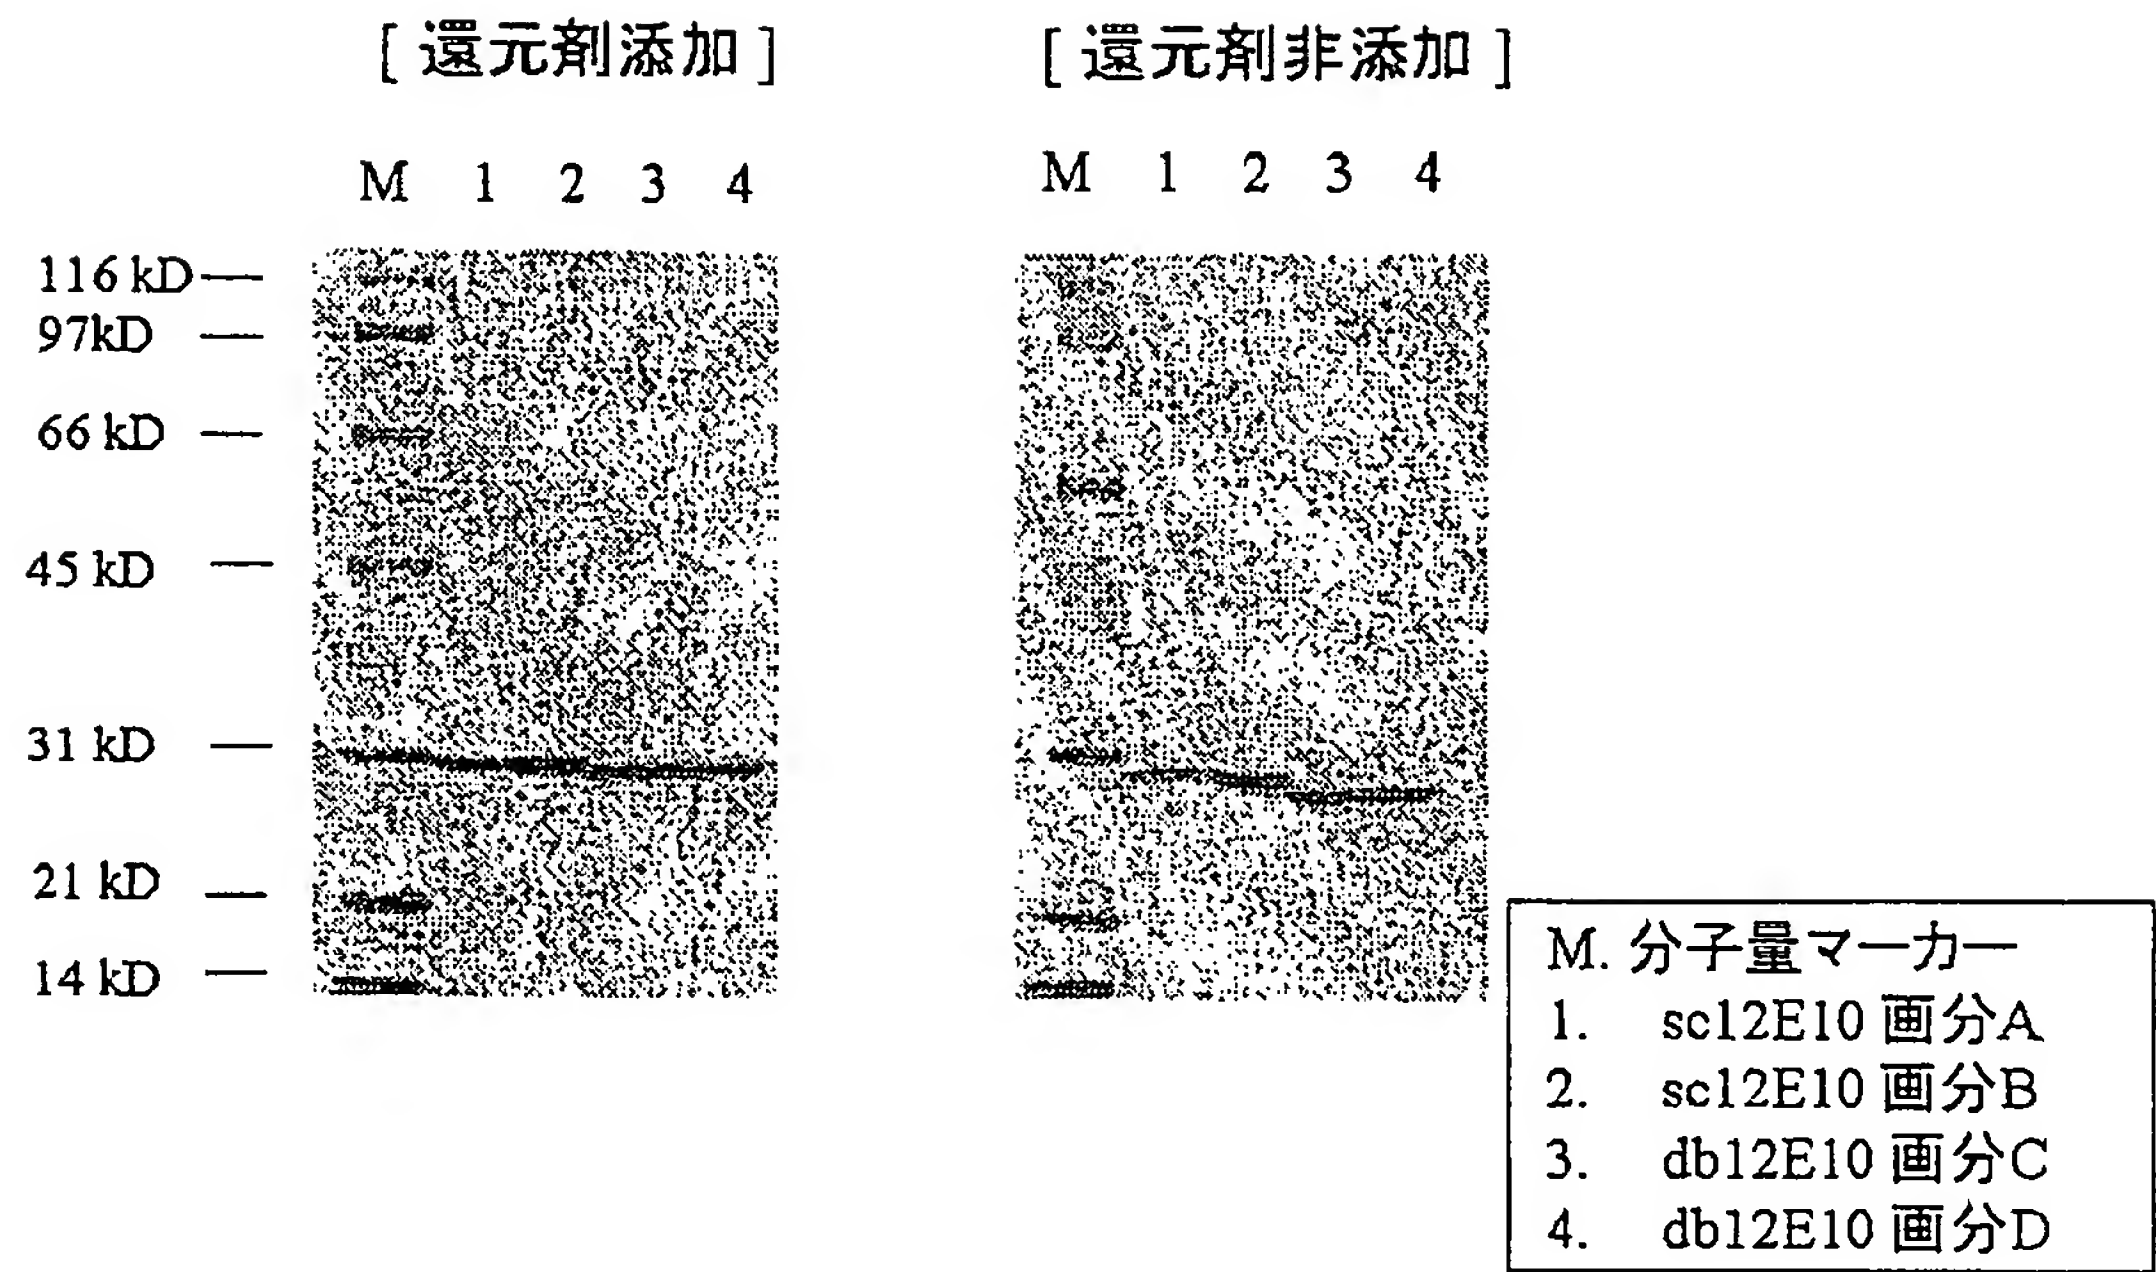 [ 還元剤添加 ]
[ 還元剤非添加 ]
M 1 2 3 4
M 1 2 3 4
116 kD
97kD
66 kD
45 kD
31 kD
21 kD
14 kD
M. 分子量マーカー
1. sc12E10 画分A
2. sc12E10 画分B
3. db12E10 画分C
4. db12E10 画分D